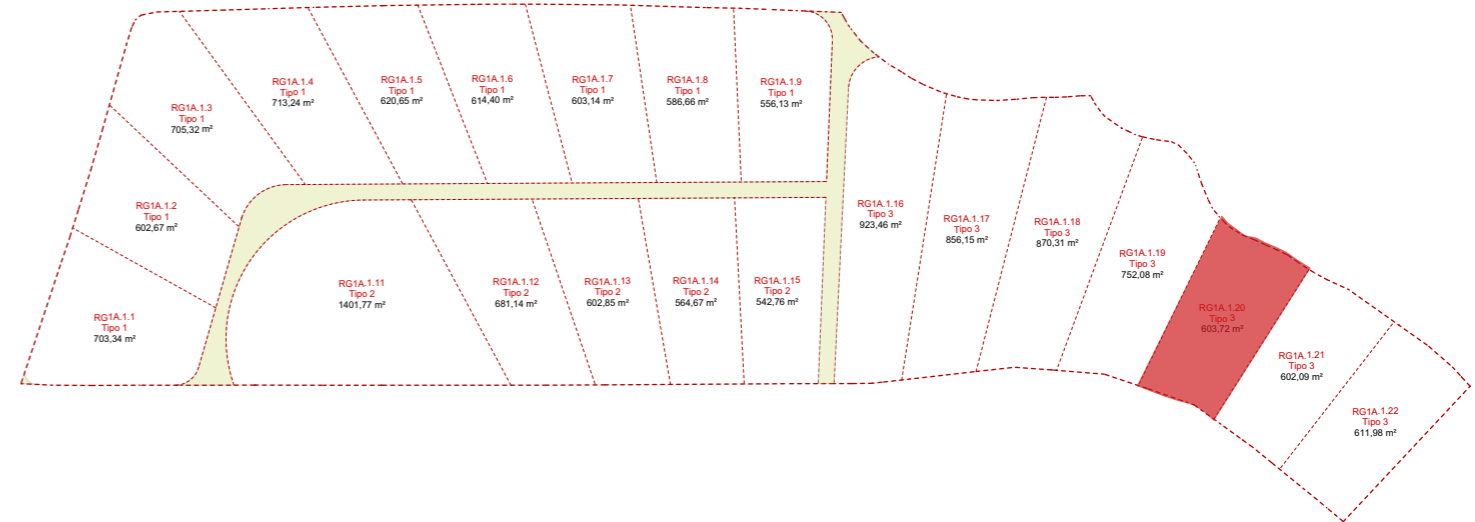 RG1A.1.4
Tipo 1
713,24 m²
RG1A.1.5
Tipo 1
620,65 m²
RG1A.1.6
Tipo 1
614,40 m²
RG1A.1.7
Tipo 1
603,14 m²
RG1A.1.8
Tipo 1
586,66 m²
RG1A.1.9
Tipo 1
556,13 m²
RG1A.1.3
Tipo 1
705,32 m²
RG1A.1.2
Tipo 1
602,67 m²
RG1A.1.1
Tipo 1
703,34 m²
RG1A.1.11
Tipo 2
1401,77 m²
RG1A.1.12
Tipo 2
681,14 m²
RG1A.1.13
Tipo 2
602,85 m²
RG1A.1.14
Tipo 2
564,67 m²
RG1A.1.15
Tipo 2
542,76 m²
RG1A.1.16
Tipo 3
923,46 m²
RG1A.1.17
Tipo 3
856,15 m²
RG1A.1.18
Tipo 3
870,31 m²
RG1A.1.19
Tipo 3
752,08 m²
RG1A.1.20
Tipo 3
603,72 m²
RG1A.1.21
Tipo 3
602,09 m²
RG1A.1.22
Tipo 3
611,98 m²